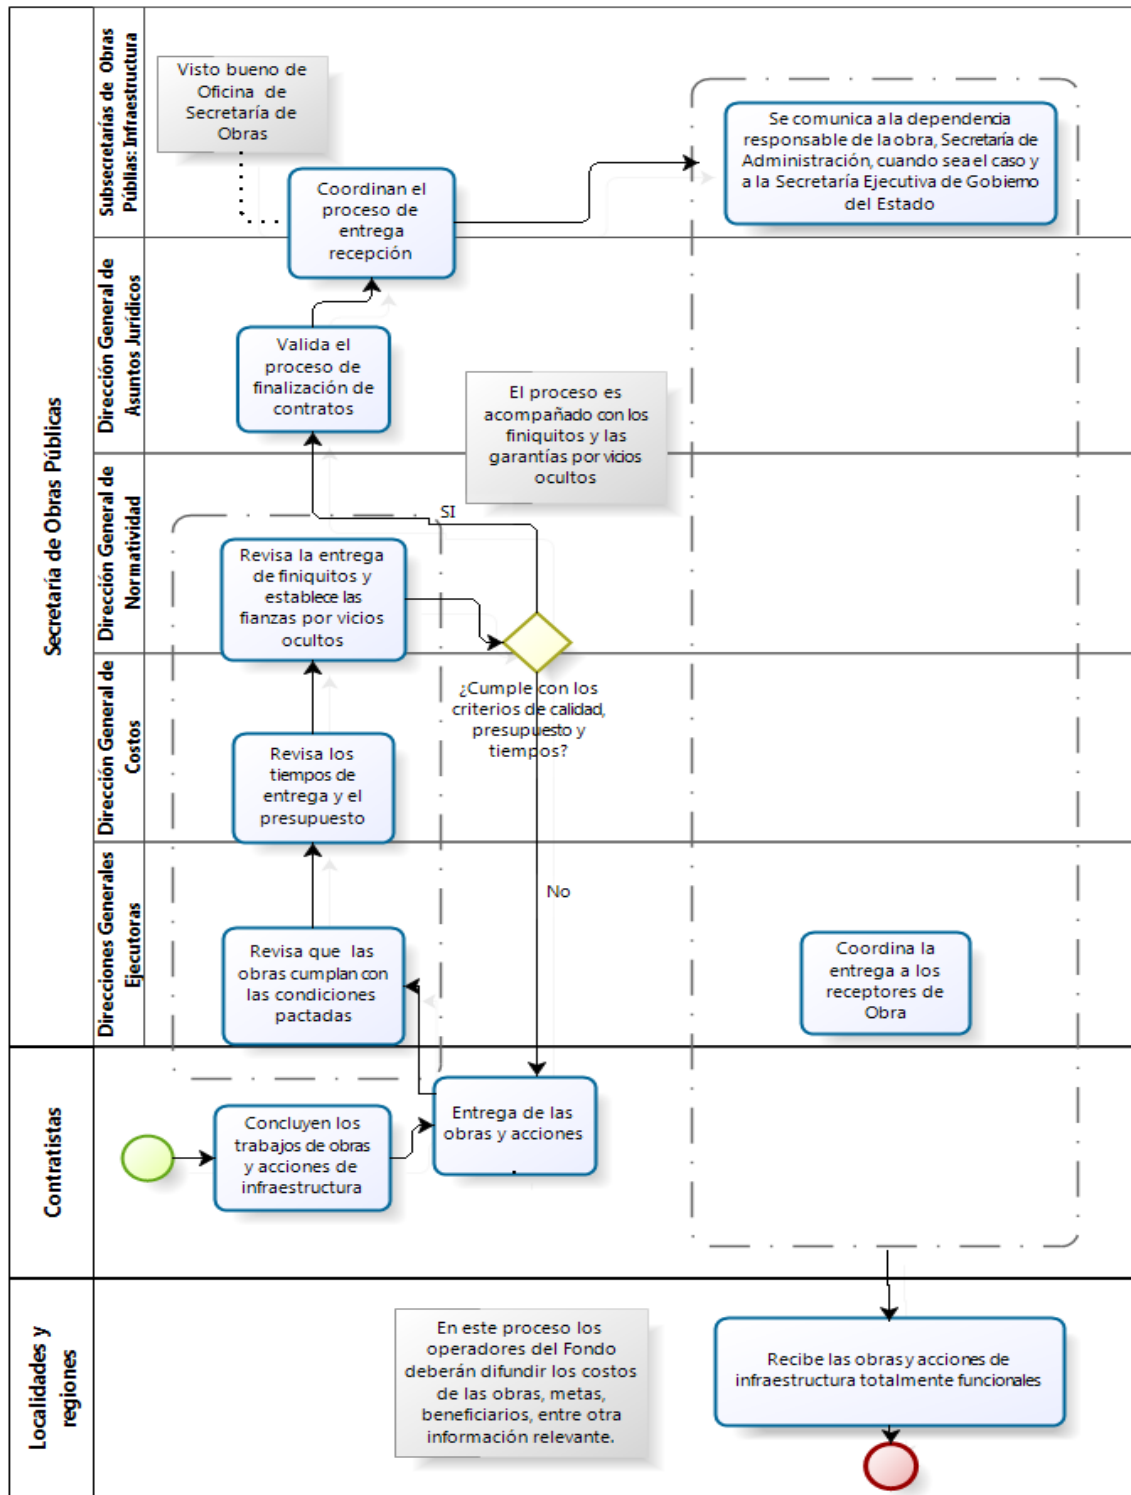 Secretaría de Obras Públicas
Subsecretarías de Obras
Públlias: Infraestructura
Visto bueno de
Oficina de
Secretaría de
Obras
Coordinan el
proceso de
entrega
recepción
Se comunica a la dependencia
responsable de la obra, Secretaría de
Administración, cuando sea el caso y
a la Secretaría Ejecutiva de Gobierno
del Estado
Dirección General de
Asuntos Jurídicos
Valida el
proceso de
finalización de
contratos
El proceso es
acompañado con los
finiquitos y las
garantías por vicios
ocultos
Dirección General de
Normatividad
SI
Revisa la entrega
de finiquitos y
establece las
fianzas por vicios
ocultos
¿Cumple con los
criterios de calidad,
presupuesto y
tiempos?
Dirección General de
Costos
Revisa los
tiempos de
entrega y el
presupuesto
Direcciones Generales
Ejecutoras
No
Revisa que las
obras cumplan con
las condiciones
pactadas
Coordina la
entrega a los
receptores de
Obra
Contratistas
Concluyen los
trabajos de obras
y acciones de
infraestructura
Entrega de las
obras y acciones
.
Localidades y
regiones
En este proceso los
operadores del Fondo
deberán difundir los costos
de las obras, metas,
beneficiarios, entre otra
información relevante.
Recibe las obras y acciones de
infraestructura totalmente funcionales